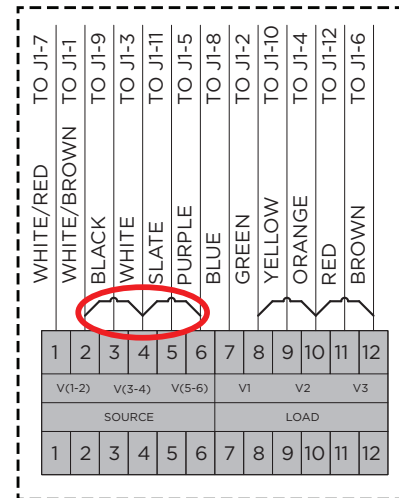 WHITE/RED TO J1-7
WHITE/BROWN TO J1-1
BLACK TO J1-9
WHITE TO J1-3
SLATE TO J1-11
PURPLE TO J1-5
BLUE TO J1-8
GREEN TO J1-2
YELLOW TO J1-10
ORANGE TO J1-4
RED TO J1-12
BROWN TO J1-6
1 2 3 4 5 6 7 8 9 10 11 12
V(1-2) V(3-4) V(5-6) V1 V2 V3
SOURCE LOAD
1 2 3 4 5 6 7 8 9 10 11 12